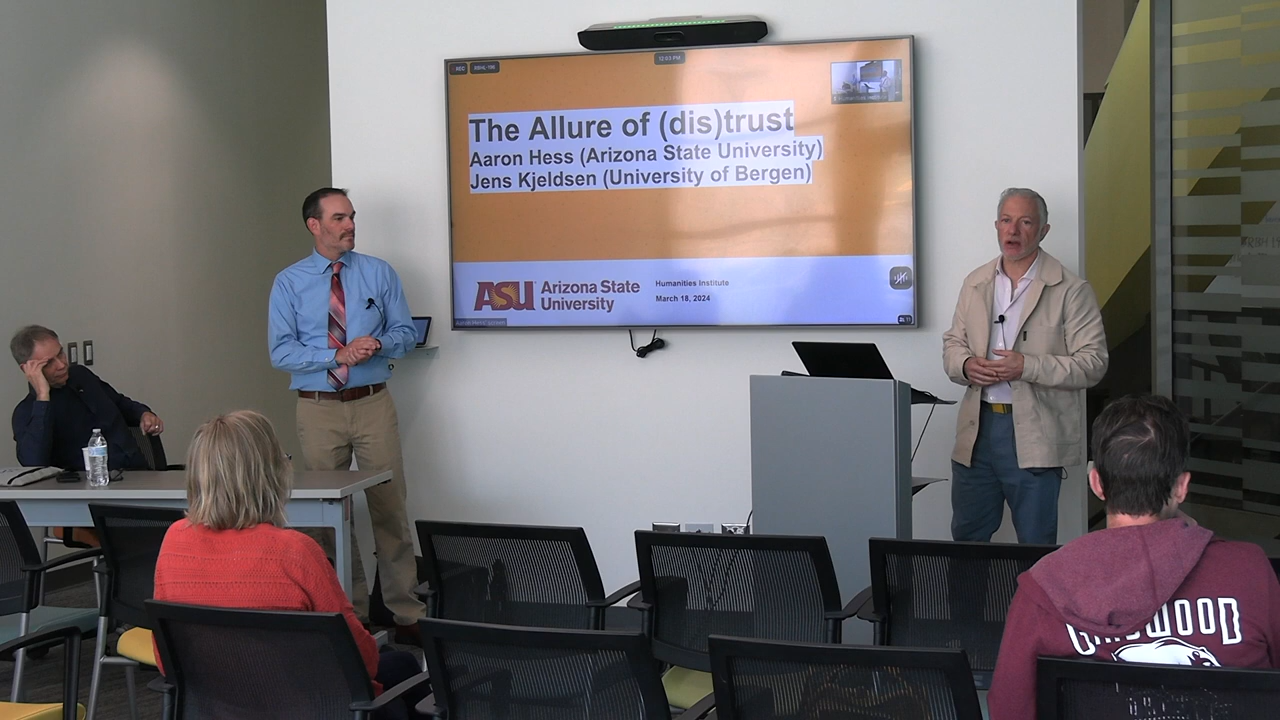 REC
12:03 PM
The Allure of (dis)trust
Aaron Hess (Arizona State University)
Jens Kjeldsen (University of Bergen)
ASU Arizona State University
Humanities Institute
March 18, 2024